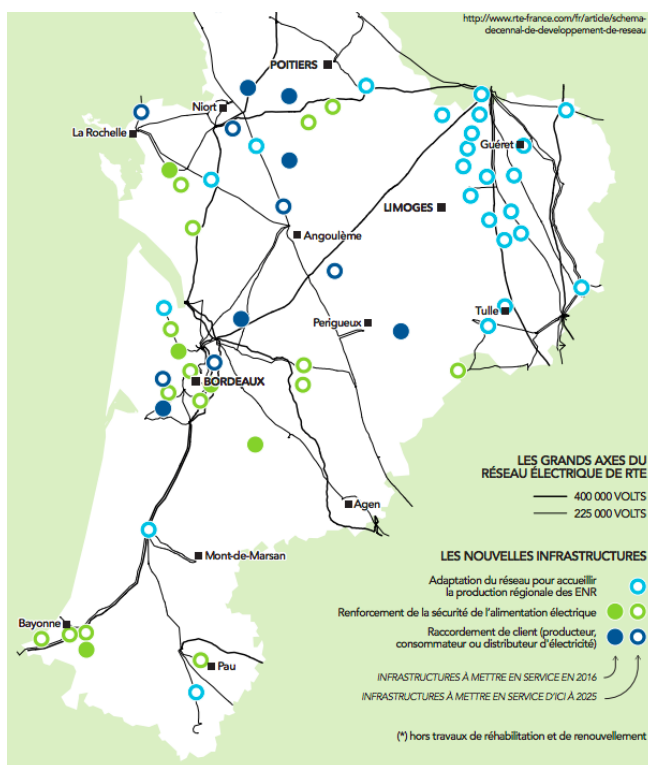 http://www.rte-france.com/fr/article/schema-
decennal-de-developpement-de-reseau
POITIERS
Niort
La Rochelle
Guéret
LIMOGES
Angoulême
Tulle
Perigueux
BORDEAUX
LES GRANDS AXES DU
RÉSEAU ÉLECTRIQUE DE RTE
400 000 VOLTS
225 000 VOLTS
Agen
Mont-de-Marsan
LES NOUVELLES INFRASTRUCTURES
Adaptation du réseau pour accueillir
la production régionale des ENR
Renforcement de la sécurité de l'alimentation électrique
Raccordement de client (producteur,
consommateur ou distributeur d'électricité)
Bayonne
Pau
INFRASTRUCTURES À METTRE EN SERVICE EN 2016
INFRASTRUCTURES À METTRE EN SERVICE D'ICI À 2025
(*) hors travaux de réhabilitation et de renouvellement